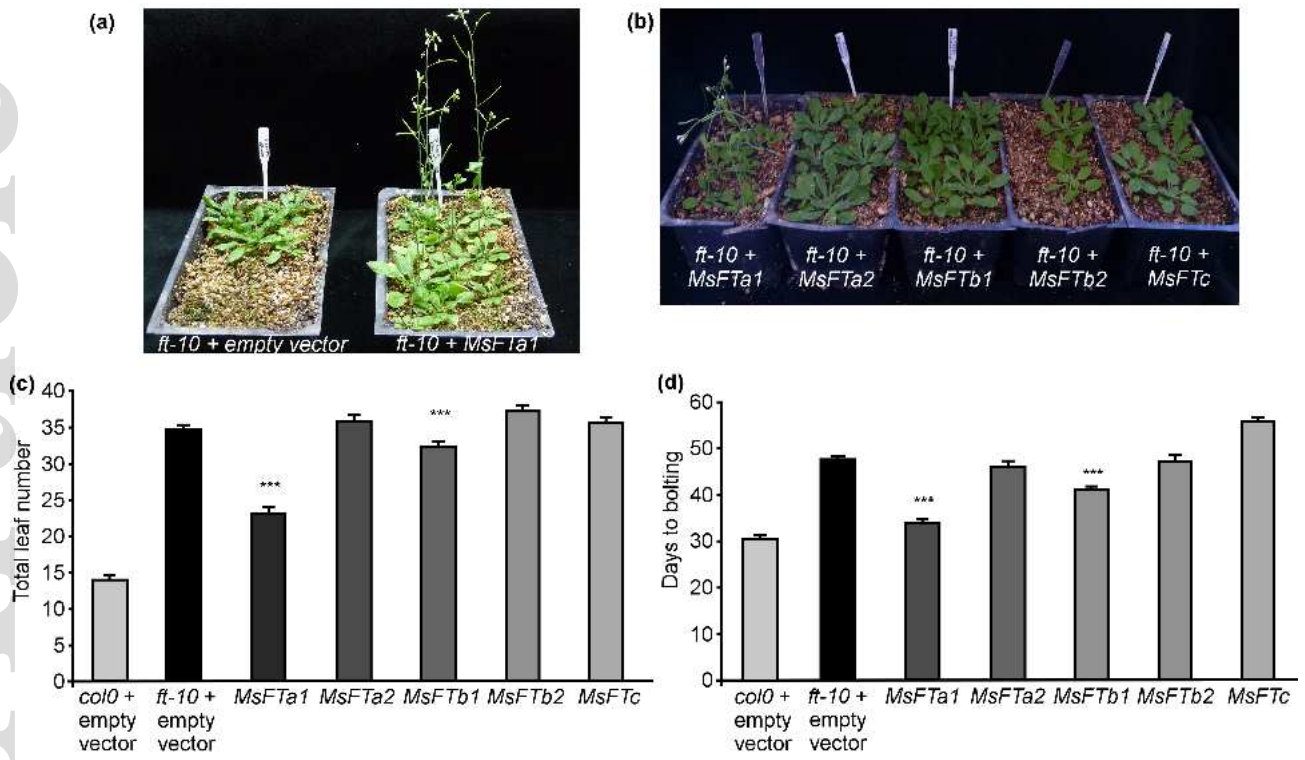 (a)
ft-10 + empty vector
ft-10 + MsFTa1
(b)
ft-10 +
MsFTa1
ft-10 +
MsFTa2
ft-10 +
MsFTb1
ft-10 +
MsFTb2
ft-10 +
MsFTc
(c)
Total leaf number
40
35
30
25
20
15
10
5
0
***
***
col0 +
empty
vector
ft-10 +
empty
vector
MsFTa1
MsFTa2
MsFTb1
MsFTb2
MsFTc
(d)
Days to bolting
60
50
40
30
20
10
0
***
***
col0 +
empty
vector
ft-10 +
empty
vector
MsFTa1
MsFTa2
MsFTb1
MsFTb2
MsFTc